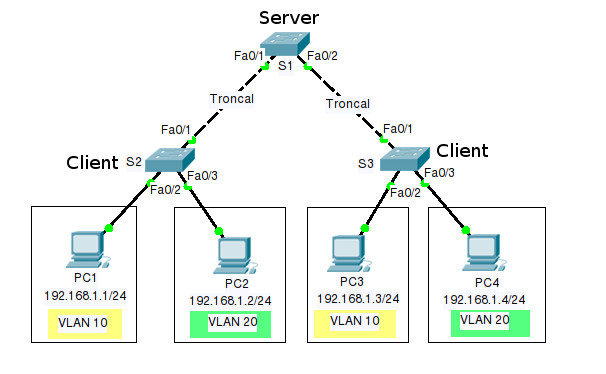 Server
Fa0/1
Fa0/2
S1
Troncal
Troncal
Fa0/1
Fa0/1
Client
S2
Fa0/3
Fa0/2
S3
Client
Fa0/3
Fa0/2
PC1
192.168.1.1/24
VLAN 10
PC2
192.168.1.2/24
VLAN 20
PC3
192.168.1.3/24
VLAN 10
PC4
192.168.1.4/24
VLAN 20